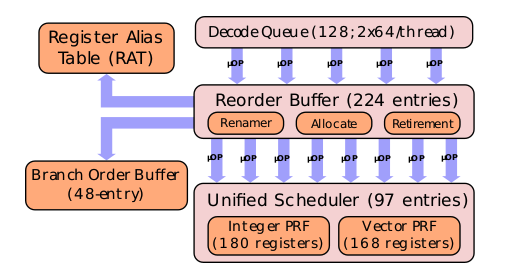 Register Alias
Table (RAT)
Decode Queue (128; 2x64/thread)
µOP µOP µOP µOP µOP
Reorder Buffer (224 entries)
Renamer Allocate Retirement
µOP µOP µOP µOP µOP µOP µOP µOP
Branch Order Buffer
(48-entry)
Unified Scheduler (97 entries)
Integer PRF
(180 registers)
Vector PRF
(168 registers)